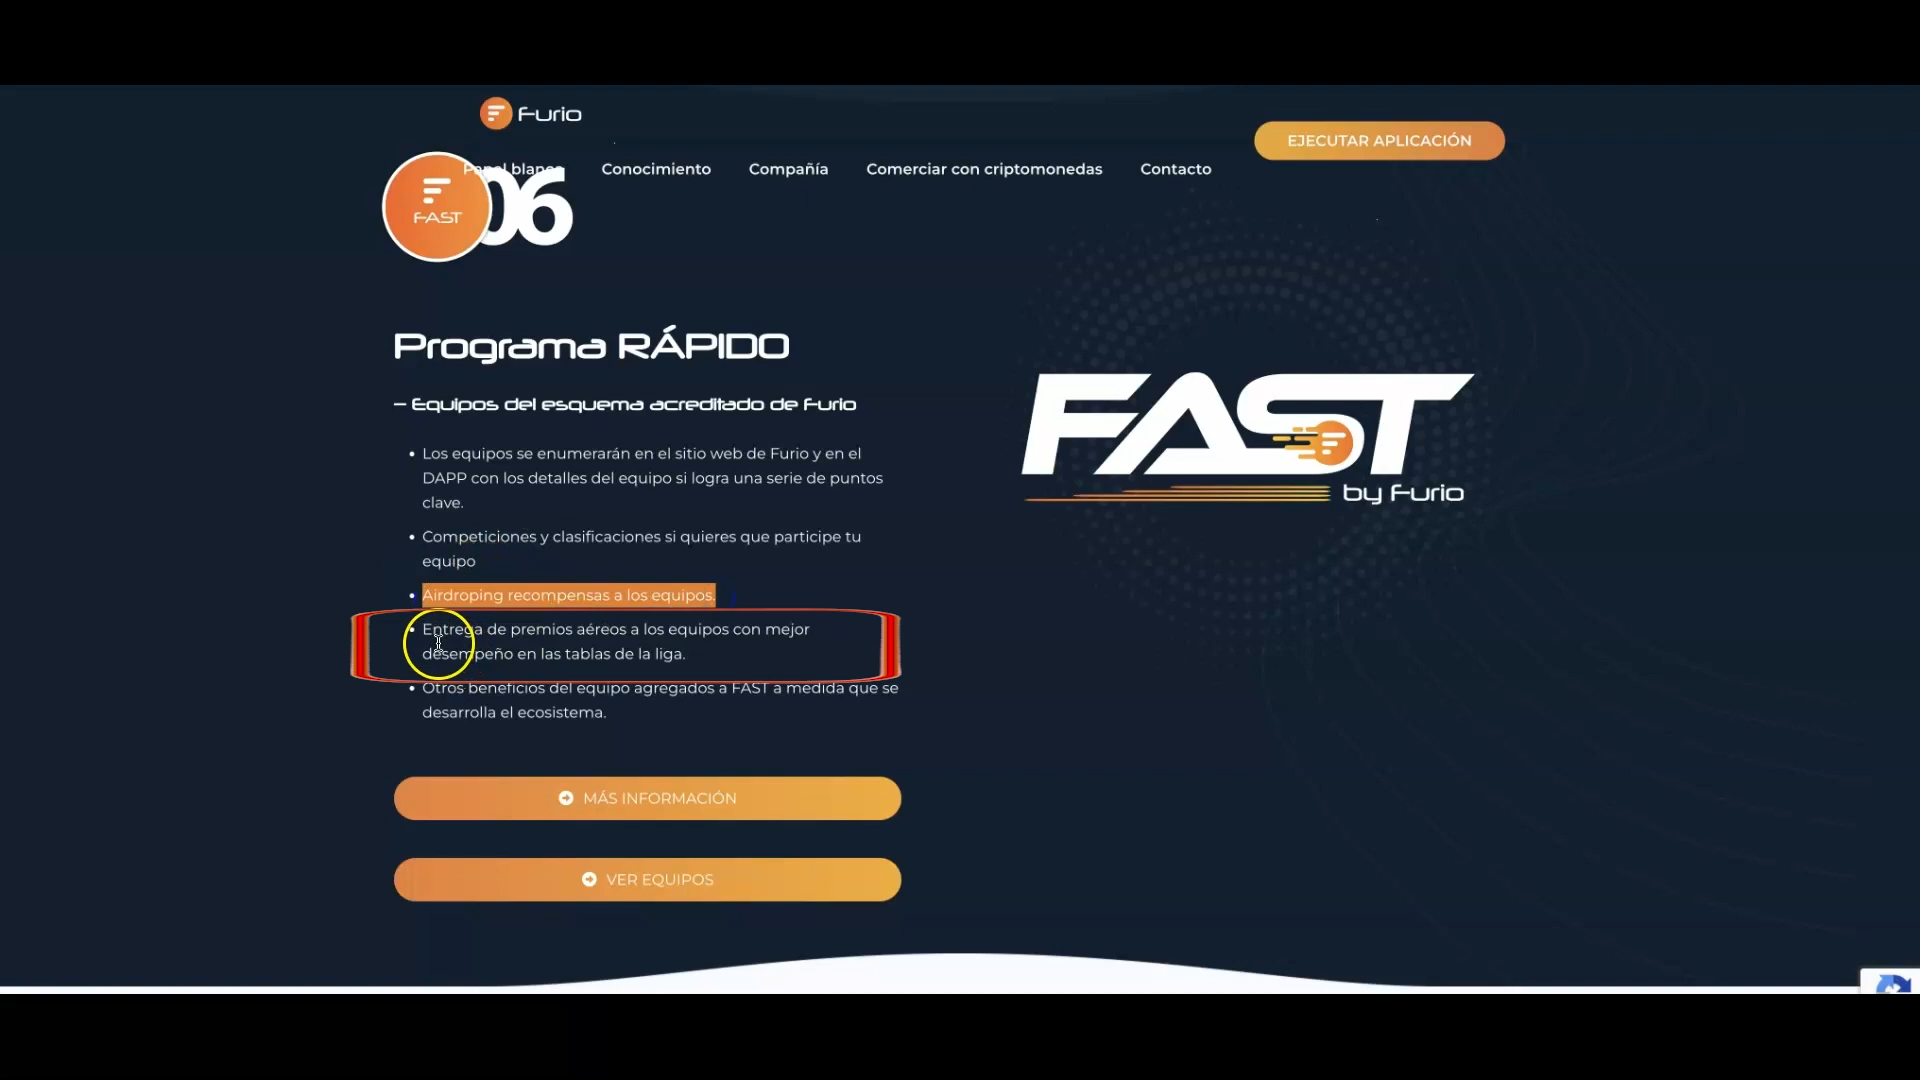 Furio
EJECUTAR APLICACIÓN
Papel blanco Conocimiento Compañía Comerciar con criptomonedas Contacto
FAST
06
Programa RÁPIDO
– Equipos del esquema acreditado de Furio
• Los equipos se enumerarán en el sitio web de Furio y en el
DAPP con los detalles del equipo si logra una serie de puntos
clave.
• Competiciones y clasificaciones si quieres que participe tu
equipo
• Airdroping recompensas a los equipos.
• Entrega de premios aéreos a los equipos con mejor
desempeño en las tablas de la liga.
• Otros beneficios del equipo agregados a FAST a medida que se
desarrolla el ecosistema.
MÁS INFORMACIÓN
VER EQUIPOS
FAST
by Furio